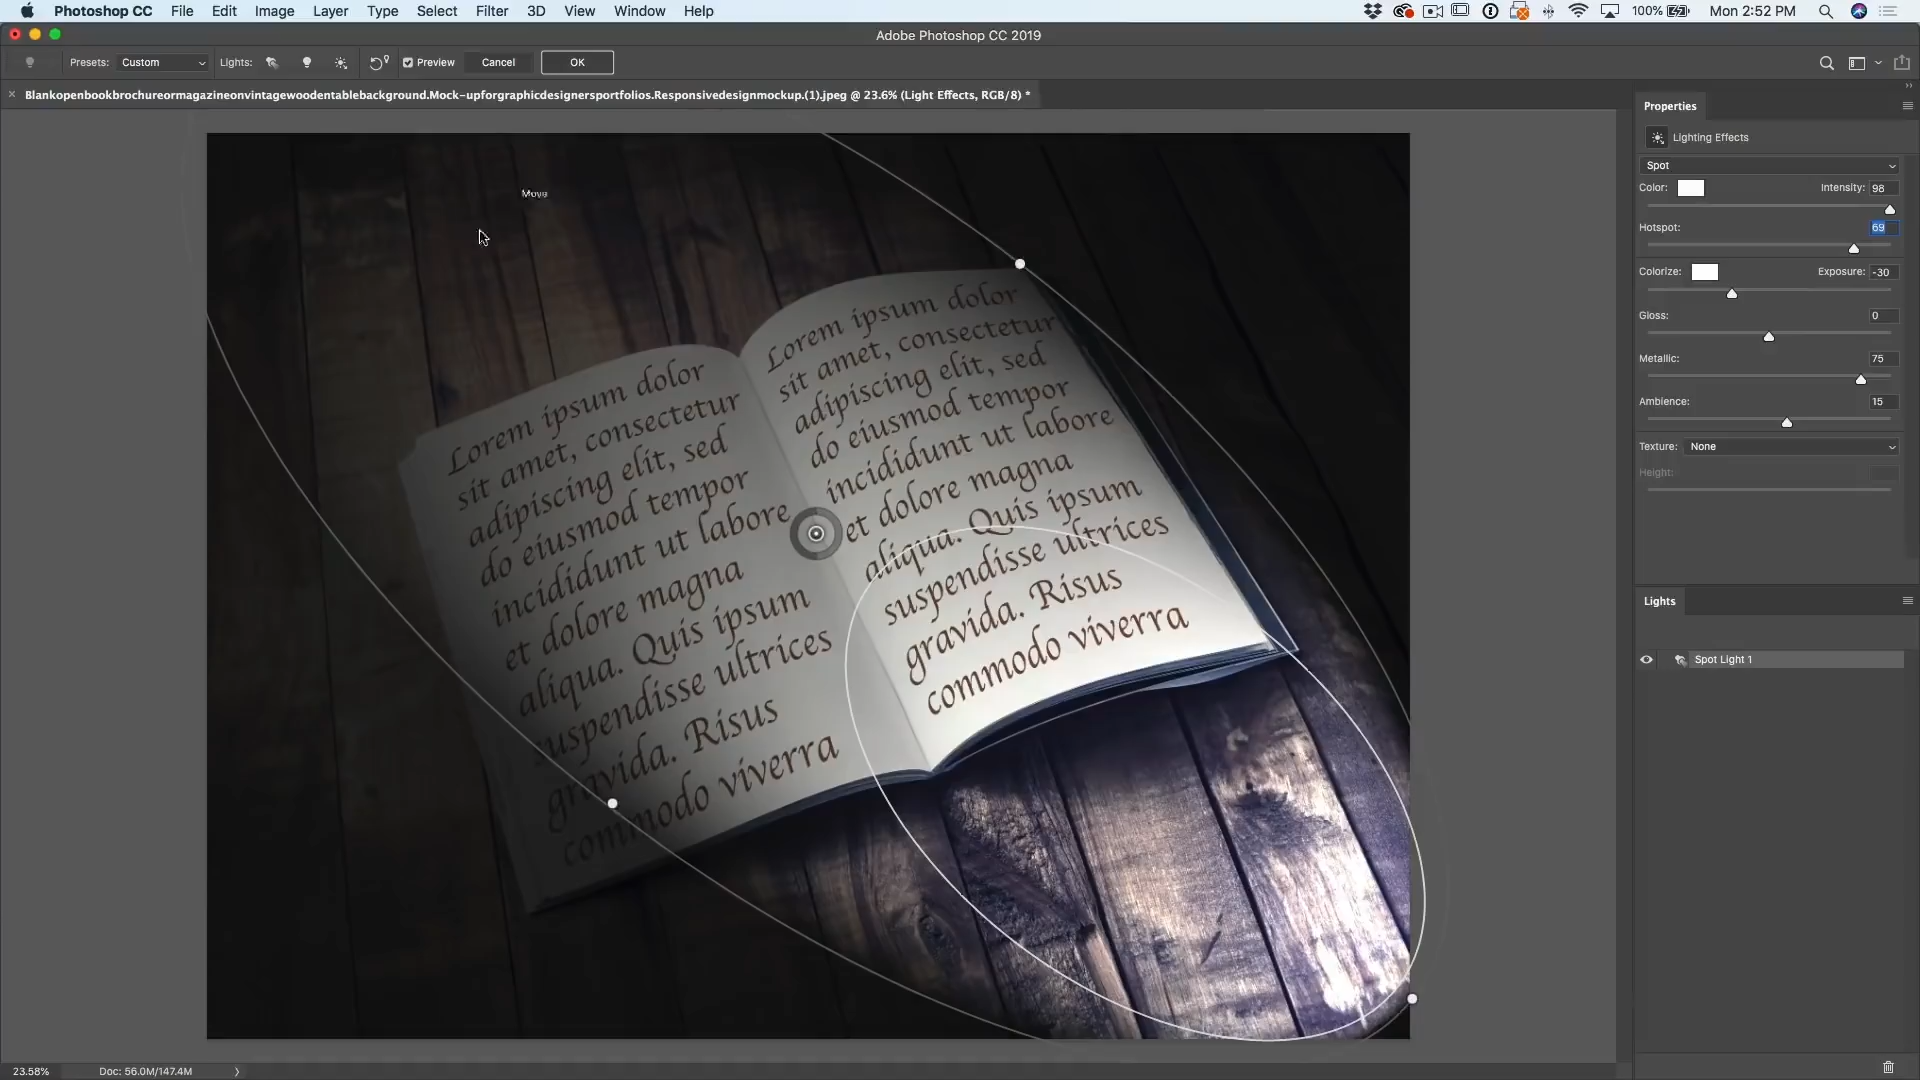 Photoshop CC File Edit Image Layer Type Select Filter 3D View Window Help 100% Mon 2:52 PM
Adobe Photoshop CC 2019
Presets: Custom Lights: Preview Cancel OK
BlankopenbookbrochureormagazineonvintagewoodentablebackgroundMock-upforgraphicdesignersportfolios.Responsivedesignmockup.(1).jpeg @ 23.6% (Light Effects, RGB/8) *
Move
Lorem ipsum dolor
sit amet, consectetur
adipiscing elit, sed
do eiusmod tempor
incididunt ut labore
et dolore magna
aliqua. Quis ipsum
suspendisse ultrices
gravida. Risus
commodo viverra
Lorem ipsum dolor
sit amet, consectetur
adipiscing elit, sed
do eiusmod tempor
incididunt ut labore
et dolore magna
aliqua. Quis ipsum
suspendisse ultrices
gravida. Risus
commodo viverra
Properties
Lighting Effects
Spot
Color: Intensity: 98
Hotspot: 69
Colorize: Exposure: -30
Gloss: 0
Metallic: 75
Ambience: 15
Texture: None
Height:
Lights
Spot Light 1
23.58% Doc: 56.0M/147.4M